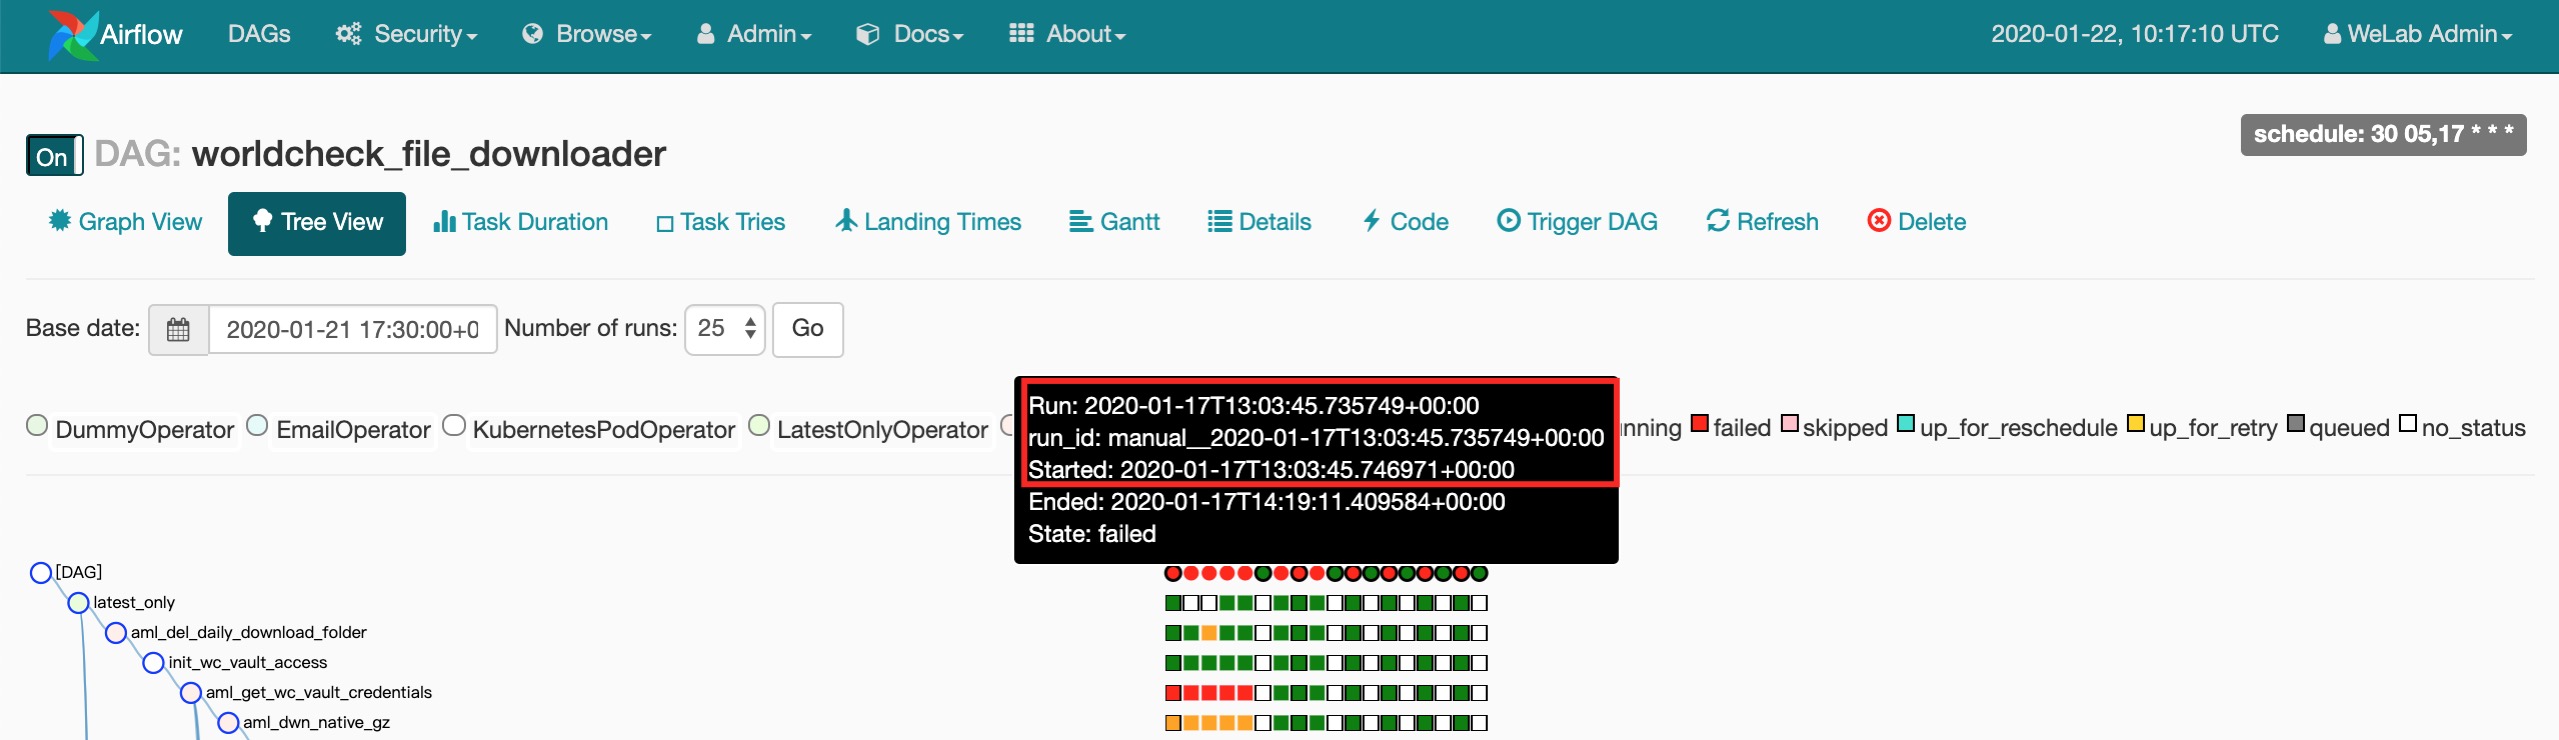 Airflow DAGs Security Browse Admin Docs About 2020-01-22, 10:17:10 UTC WeLab Admin
schedule: 30 05,17 * * *
On DAG: worldcheck_file_downloader
Graph View Tree View Task Duration Task Tries Landing Times Gantt Details Code Trigger DAG Refresh Delete
Base date: 2020-01-21 17:30:00+0 Number of runs: 25 Go
Run: 2020-01-17T13:03:45.735749+00:00
run_id: manual__2020-01-17T13:03:45.735749+00:00
Started: 2020-01-17T13:03:45.746971+00:00
Ended: 2020-01-17T14:19:11.409584+00:00
State: failed
DummyOperator EmailOperator KubernetesPodOperator LatestOnlyOperator failed skipped up_for_reschedule up_for_retry queued no_status
[DAG]
latest_only
aml_del_daily_download_folder
init_wc_vault_access
aml_get_wc_vault_credentials
aml_dwn_native_gz